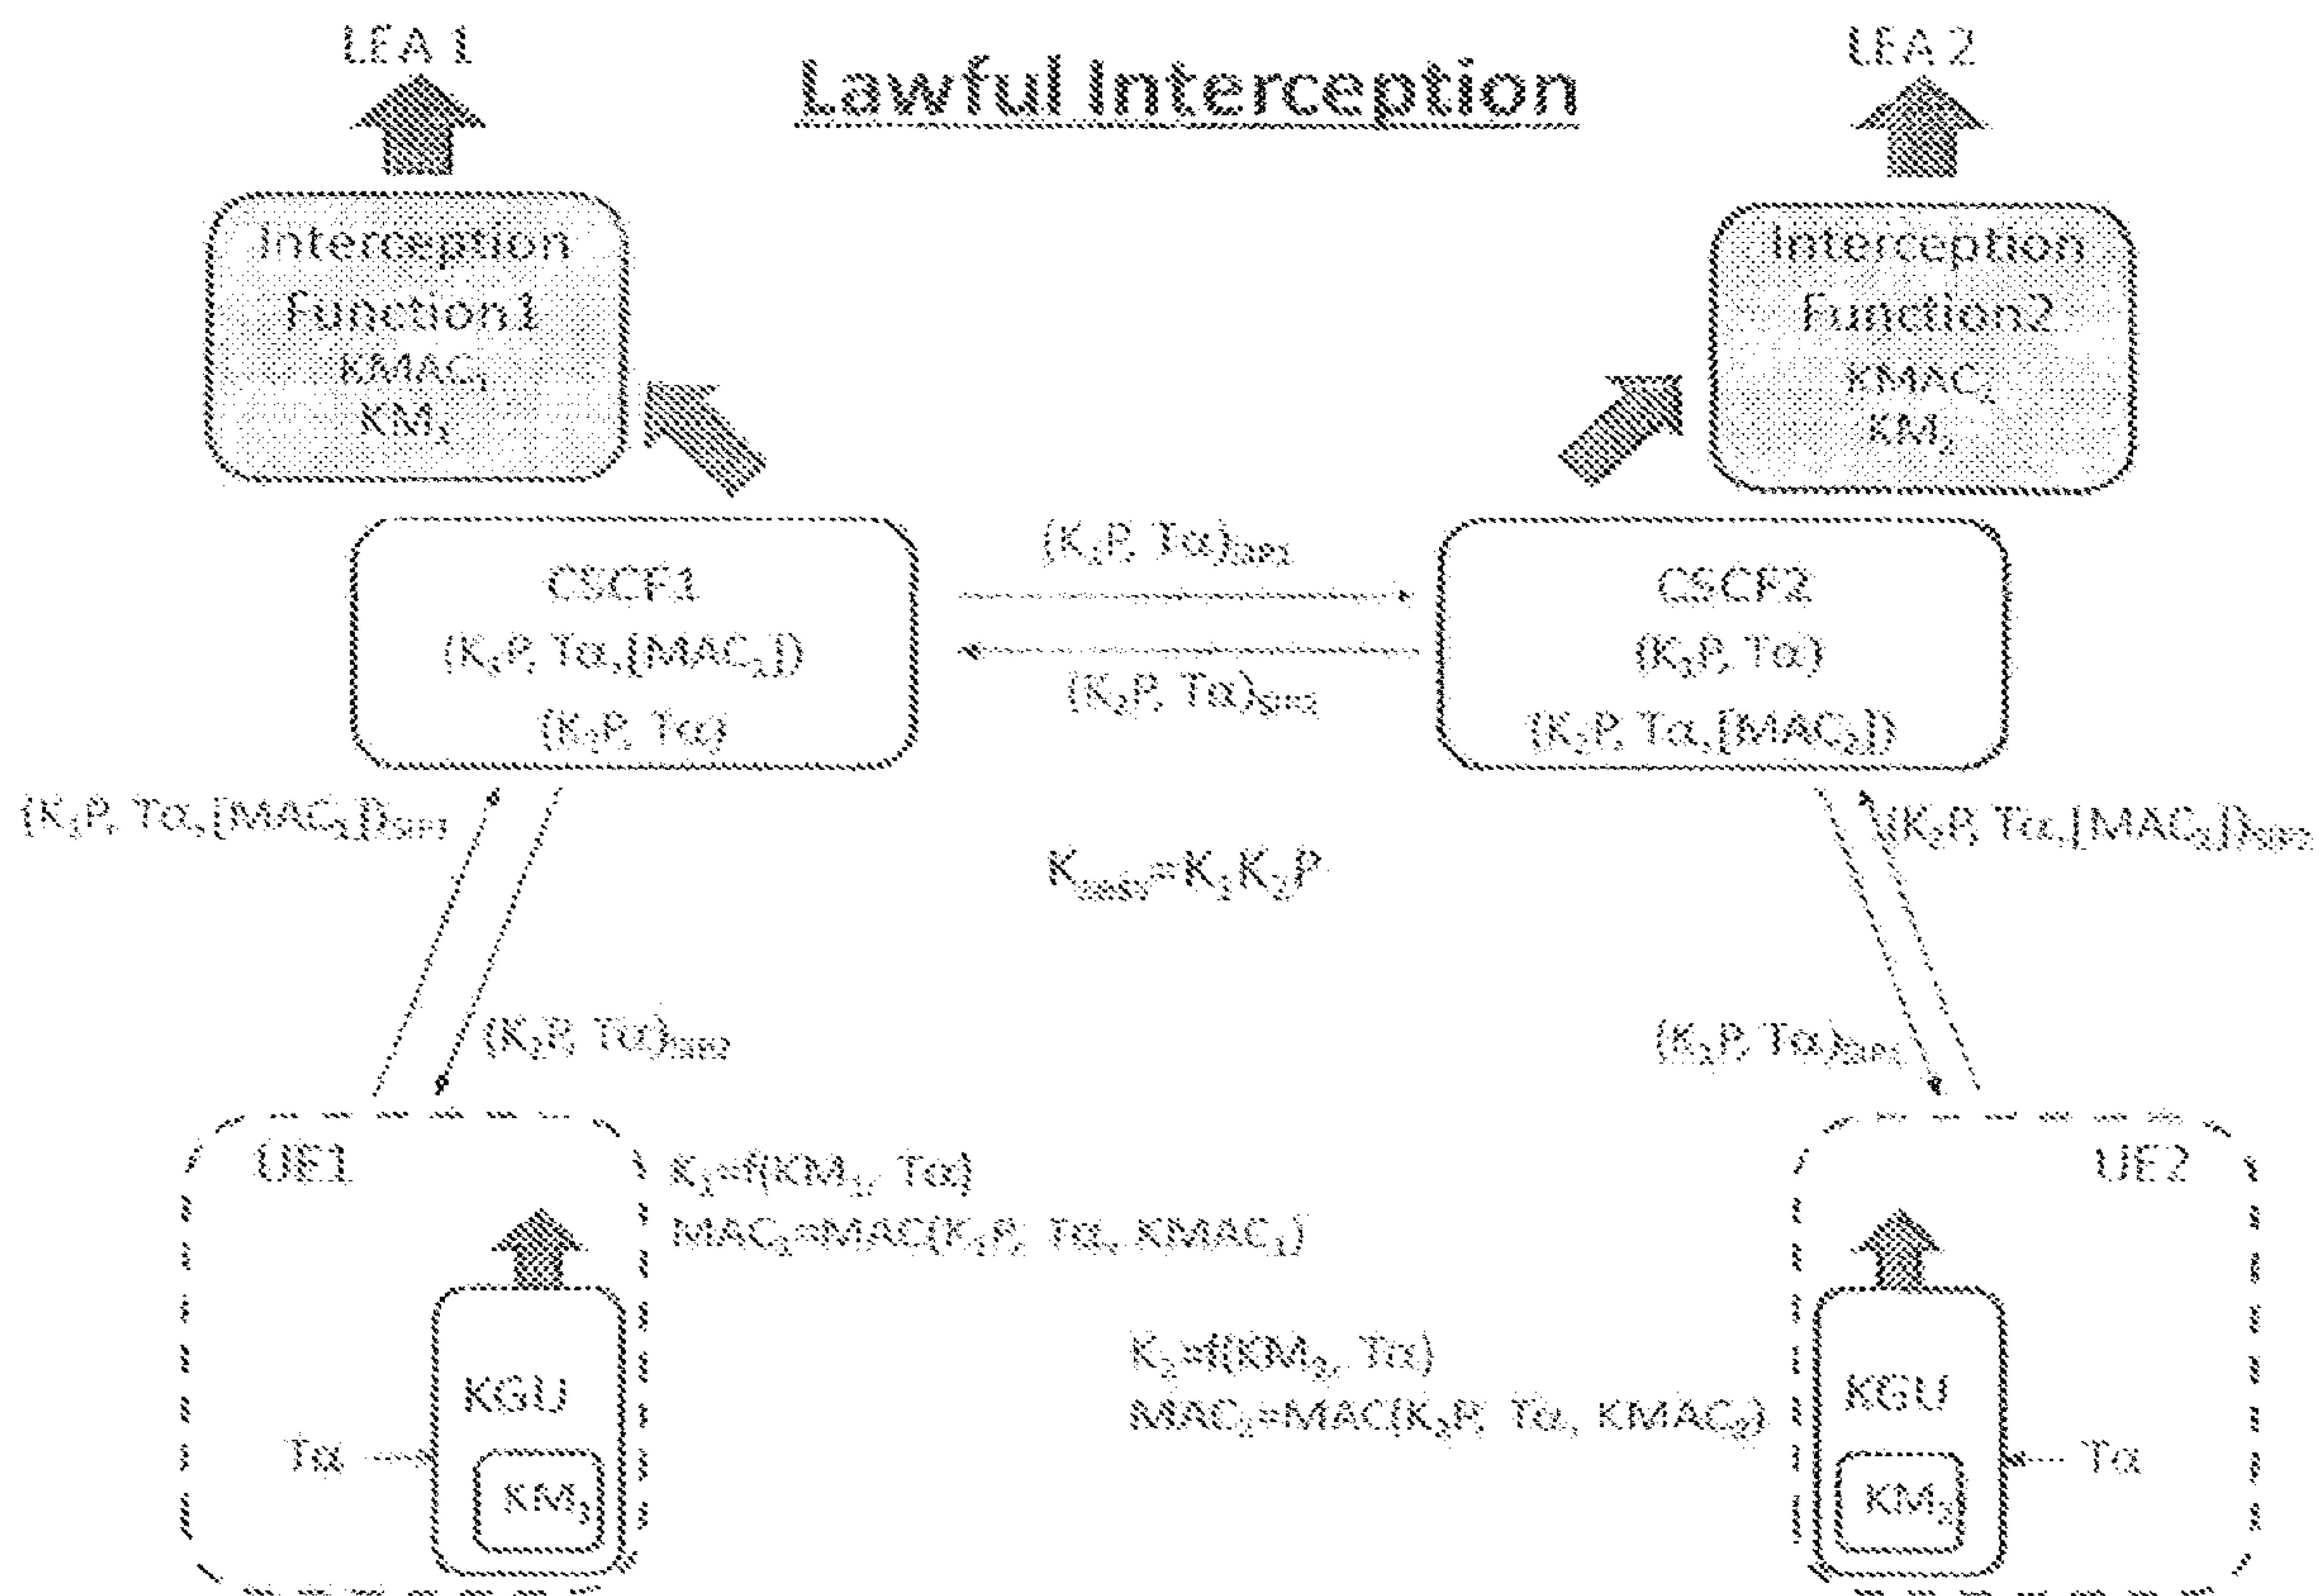 LEA 1
LEA 2
Lawful Interception
Interception
Function1
KMAC₁
KM₁
Interception
Function2
KMAC₂
KM₂
(K₁P, Tα)SIP1
CSCF1
(K₁P, Tα,[MAC₁])
(K₂P, Tα)
CSCF2
(K₁P, Tα)
(K₂P, Tα,[MAC₂])
(K₂P, Tα)SIP2
(K₁P, Tα,[MAC₁])SIP1
(K₂P, Tα,[MAC₂])SIP2
=K₁K₂P
(K₂P, Tα)SIP2
(K₁P, Tα)SIP1
UE1
K₁=f(KM₁, Tα)
MAC₁=MAC(K₁P, Tα, KMAC₁)
UE2
K₂=f(KM₂, Tα)
MAC₂=MAC(K₂P, Tα, KMAC₂)
KGU
Tα
KM₁
KGU
Tα
KM₂